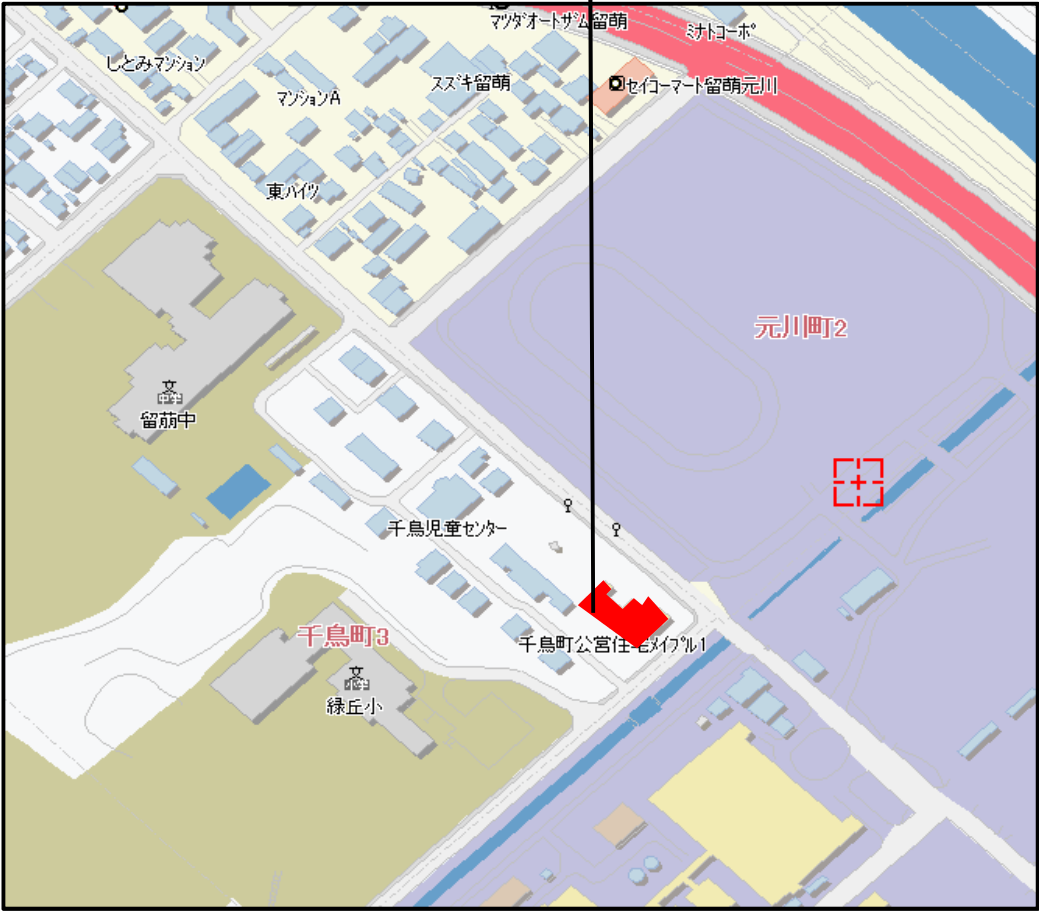 マツダオートザム留萌
ミナトコーポ
しとみマンション
スズキ留萌
セイコーマート留萌元川
マンションA
東ハイツ
元川町2
留萌中
千鳥児童センター
千鳥町3
千鳥町公営住宅メイプル1
緑丘小